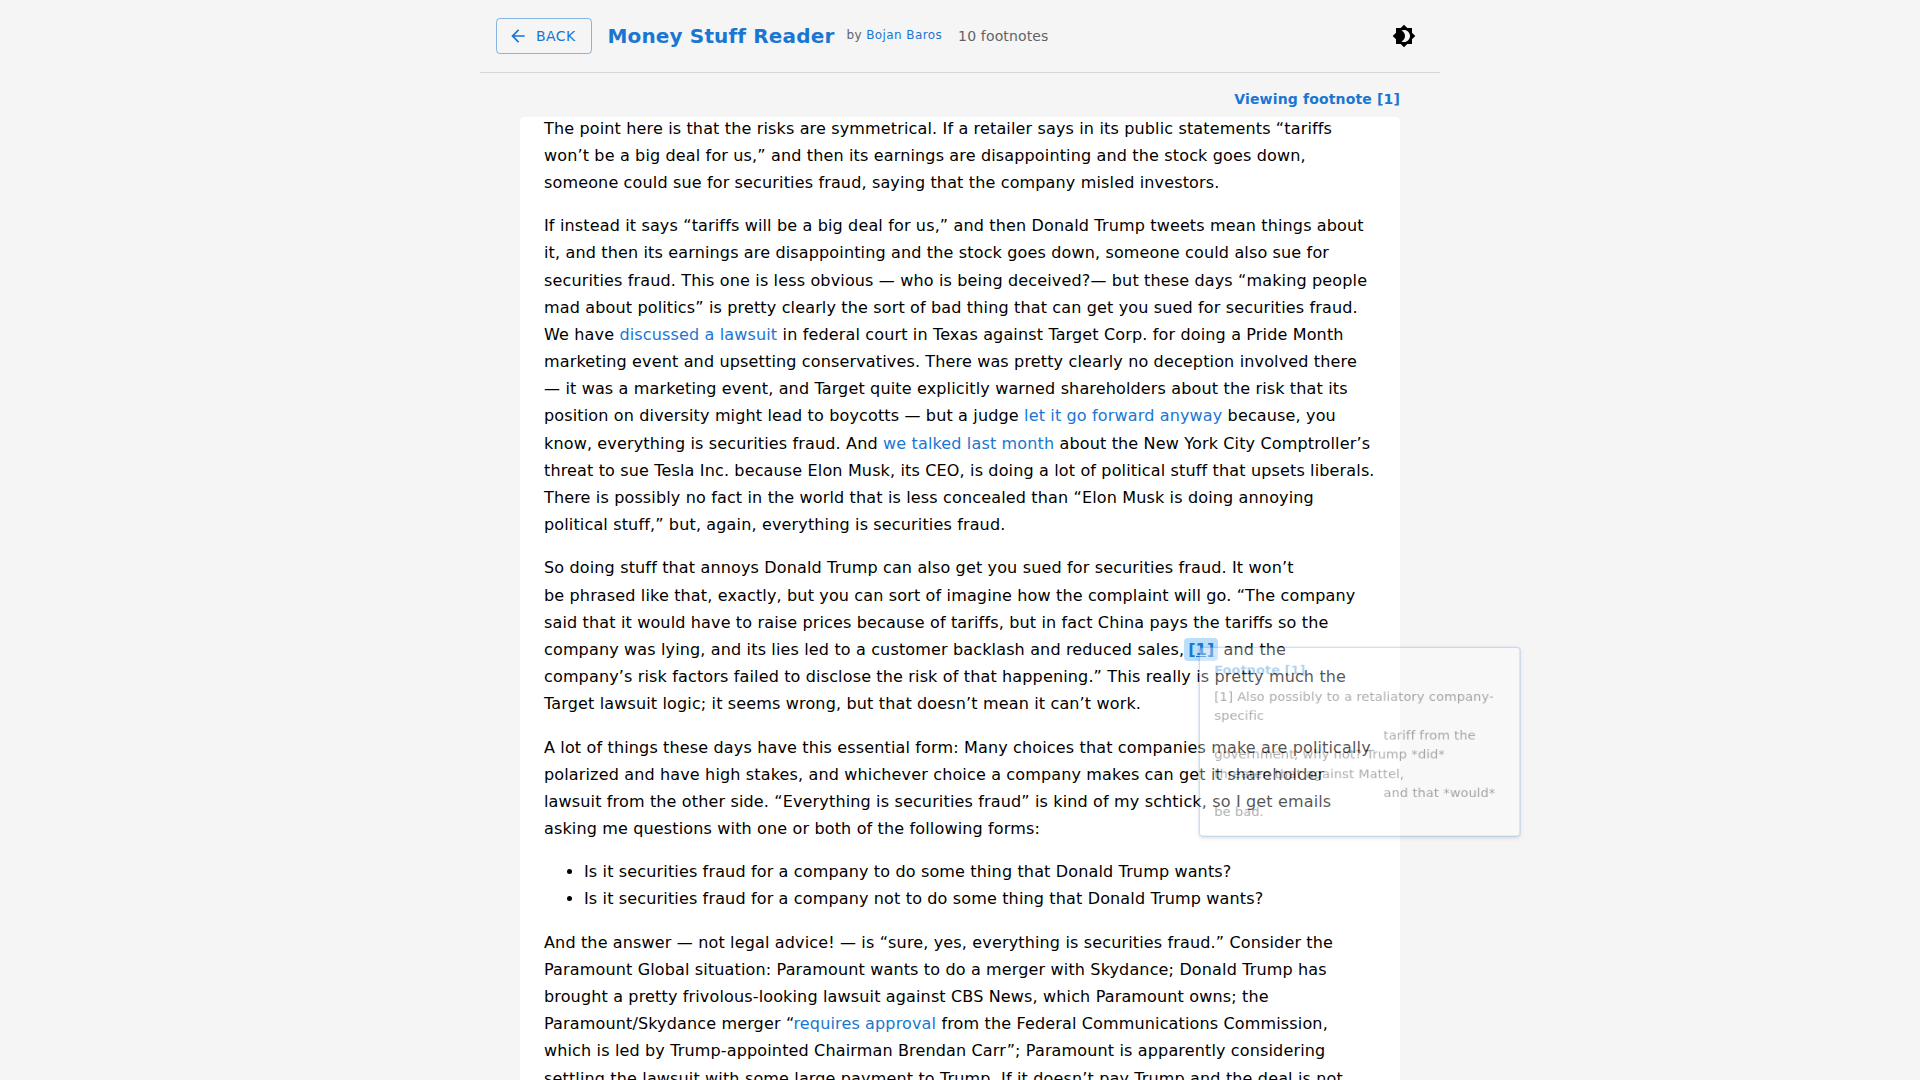 BACK
Money Stuff Reader
by Bojan Baros
10 footnotes
Viewing footnote [1]
The point here is that the risks are symmetrical. If a retailer says in its public statements “tariffs
won’t be a big deal for us,” and then its earnings are disappointing and the stock goes down,
someone could sue for securities fraud, saying that the company misled investors.
If instead it says “tariffs will be a big deal for us,” and then Donald Trump tweets mean things about
it, and then its earnings are disappointing and the stock goes down, someone could also sue for
securities fraud. This one is less obvious — who is being deceived?— but these days “making people
mad about politics” is pretty clearly the sort of bad thing that can get you sued for securities fraud.
We have discussed a lawsuit in federal court in Texas against Target Corp. for doing a Pride Month
marketing event and upsetting conservatives. There was pretty clearly no deception involved there
— it was a marketing event, and Target quite explicitly warned shareholders about the risk that its
position on diversity might lead to boycotts — but a judge let it go forward anyway because, you
know, everything is securities fraud. And we talked last month about the New York City Comptroller’s
threat to sue Tesla Inc. because Elon Musk, its CEO, is doing a lot of political stuff that upsets liberals.
There is possibly no fact in the world that is less concealed than “Elon Musk is doing annoying
political stuff,” but, again, everything is securities fraud.
So doing stuff that annoys Donald Trump can also get you sued for securities fraud. It won’t
be phrased like that, exactly, but you can sort of imagine how the complaint will go. “The company
said that it would have to raise prices because of tariffs, but in fact China pays the tariffs so the
company was lying, and its lies led to a customer backlash and reduced sales, [1] and the
company’s risk factors failed to disclose the risk of that happening.” This really is pretty much the
Target lawsuit logic; it seems wrong, but that doesn’t mean it can’t work.
A lot of things these days have this essential form: Many choices that companies make are politically
polarized and have high stakes, and whichever choice a company makes can get it shareholder
lawsuit from the other side. “Everything is securities fraud” is kind of my schtick, so I get emails
asking me questions with one or both of the following forms:
Footnote [1]
[1] Also possibly to a retaliatory company-
specific
tariff from the
government; why not? Trump *did*
against Mattel,
and that *would*
be bad.
• Is it securities fraud for a company to do some thing that Donald Trump wants?
• Is it securities fraud for a company not to do some thing that Donald Trump wants?
And the answer — not legal advice! — is “sure, yes, everything is securities fraud.” Consider the
Paramount Global situation: Paramount wants to do a merger with Skydance; Donald Trump has
brought a pretty frivolous-looking lawsuit against CBS News, which Paramount owns; the
Paramount/Skydance merger “requires approval from the Federal Communications Commission,
which is led by Trump-appointed Chairman Brendan Carr”; Paramount is apparently considering
settling the lawsuit with some large payment to Trump. If it doesn’t pay Trump and the deal is not